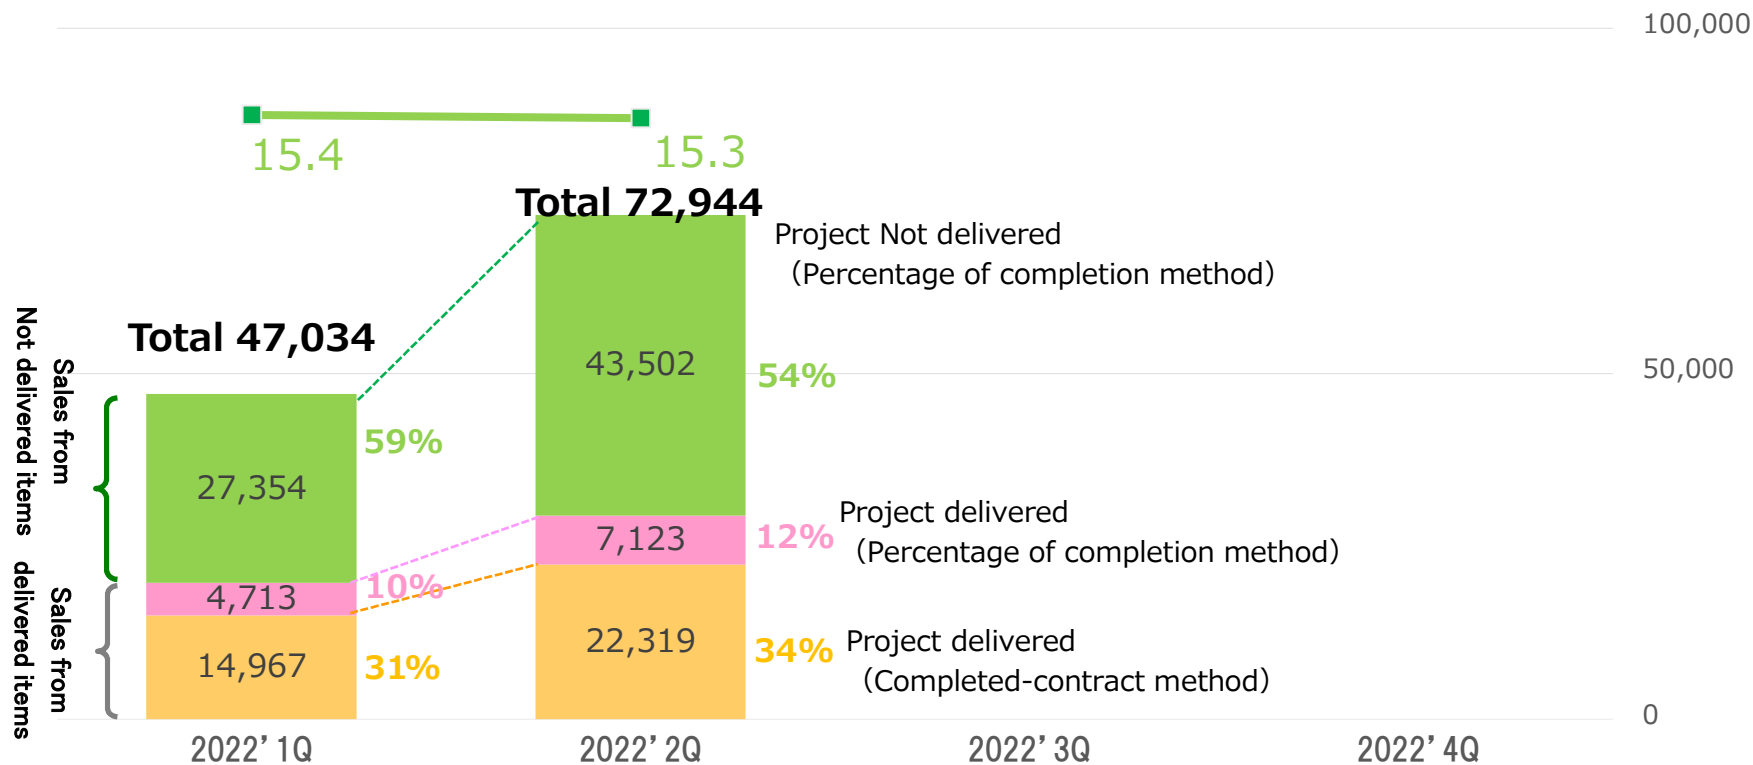 100,000
15.4
15.3
Total 72,944
Project Not delivered
（Percentage of completion method）
Total 47,034
50,000
Sales from
Not delivered items
43,502
54%
59%
27,354
Project delivered
（Percentage of completion method）
7,123
12%
10%
4,713
Sales from
delivered items
Project delivered
（Completed-contract method）
22,319
34%
14,967
31%
0
2022’1Q
2022’2Q
2022’3Q
2022’4Q